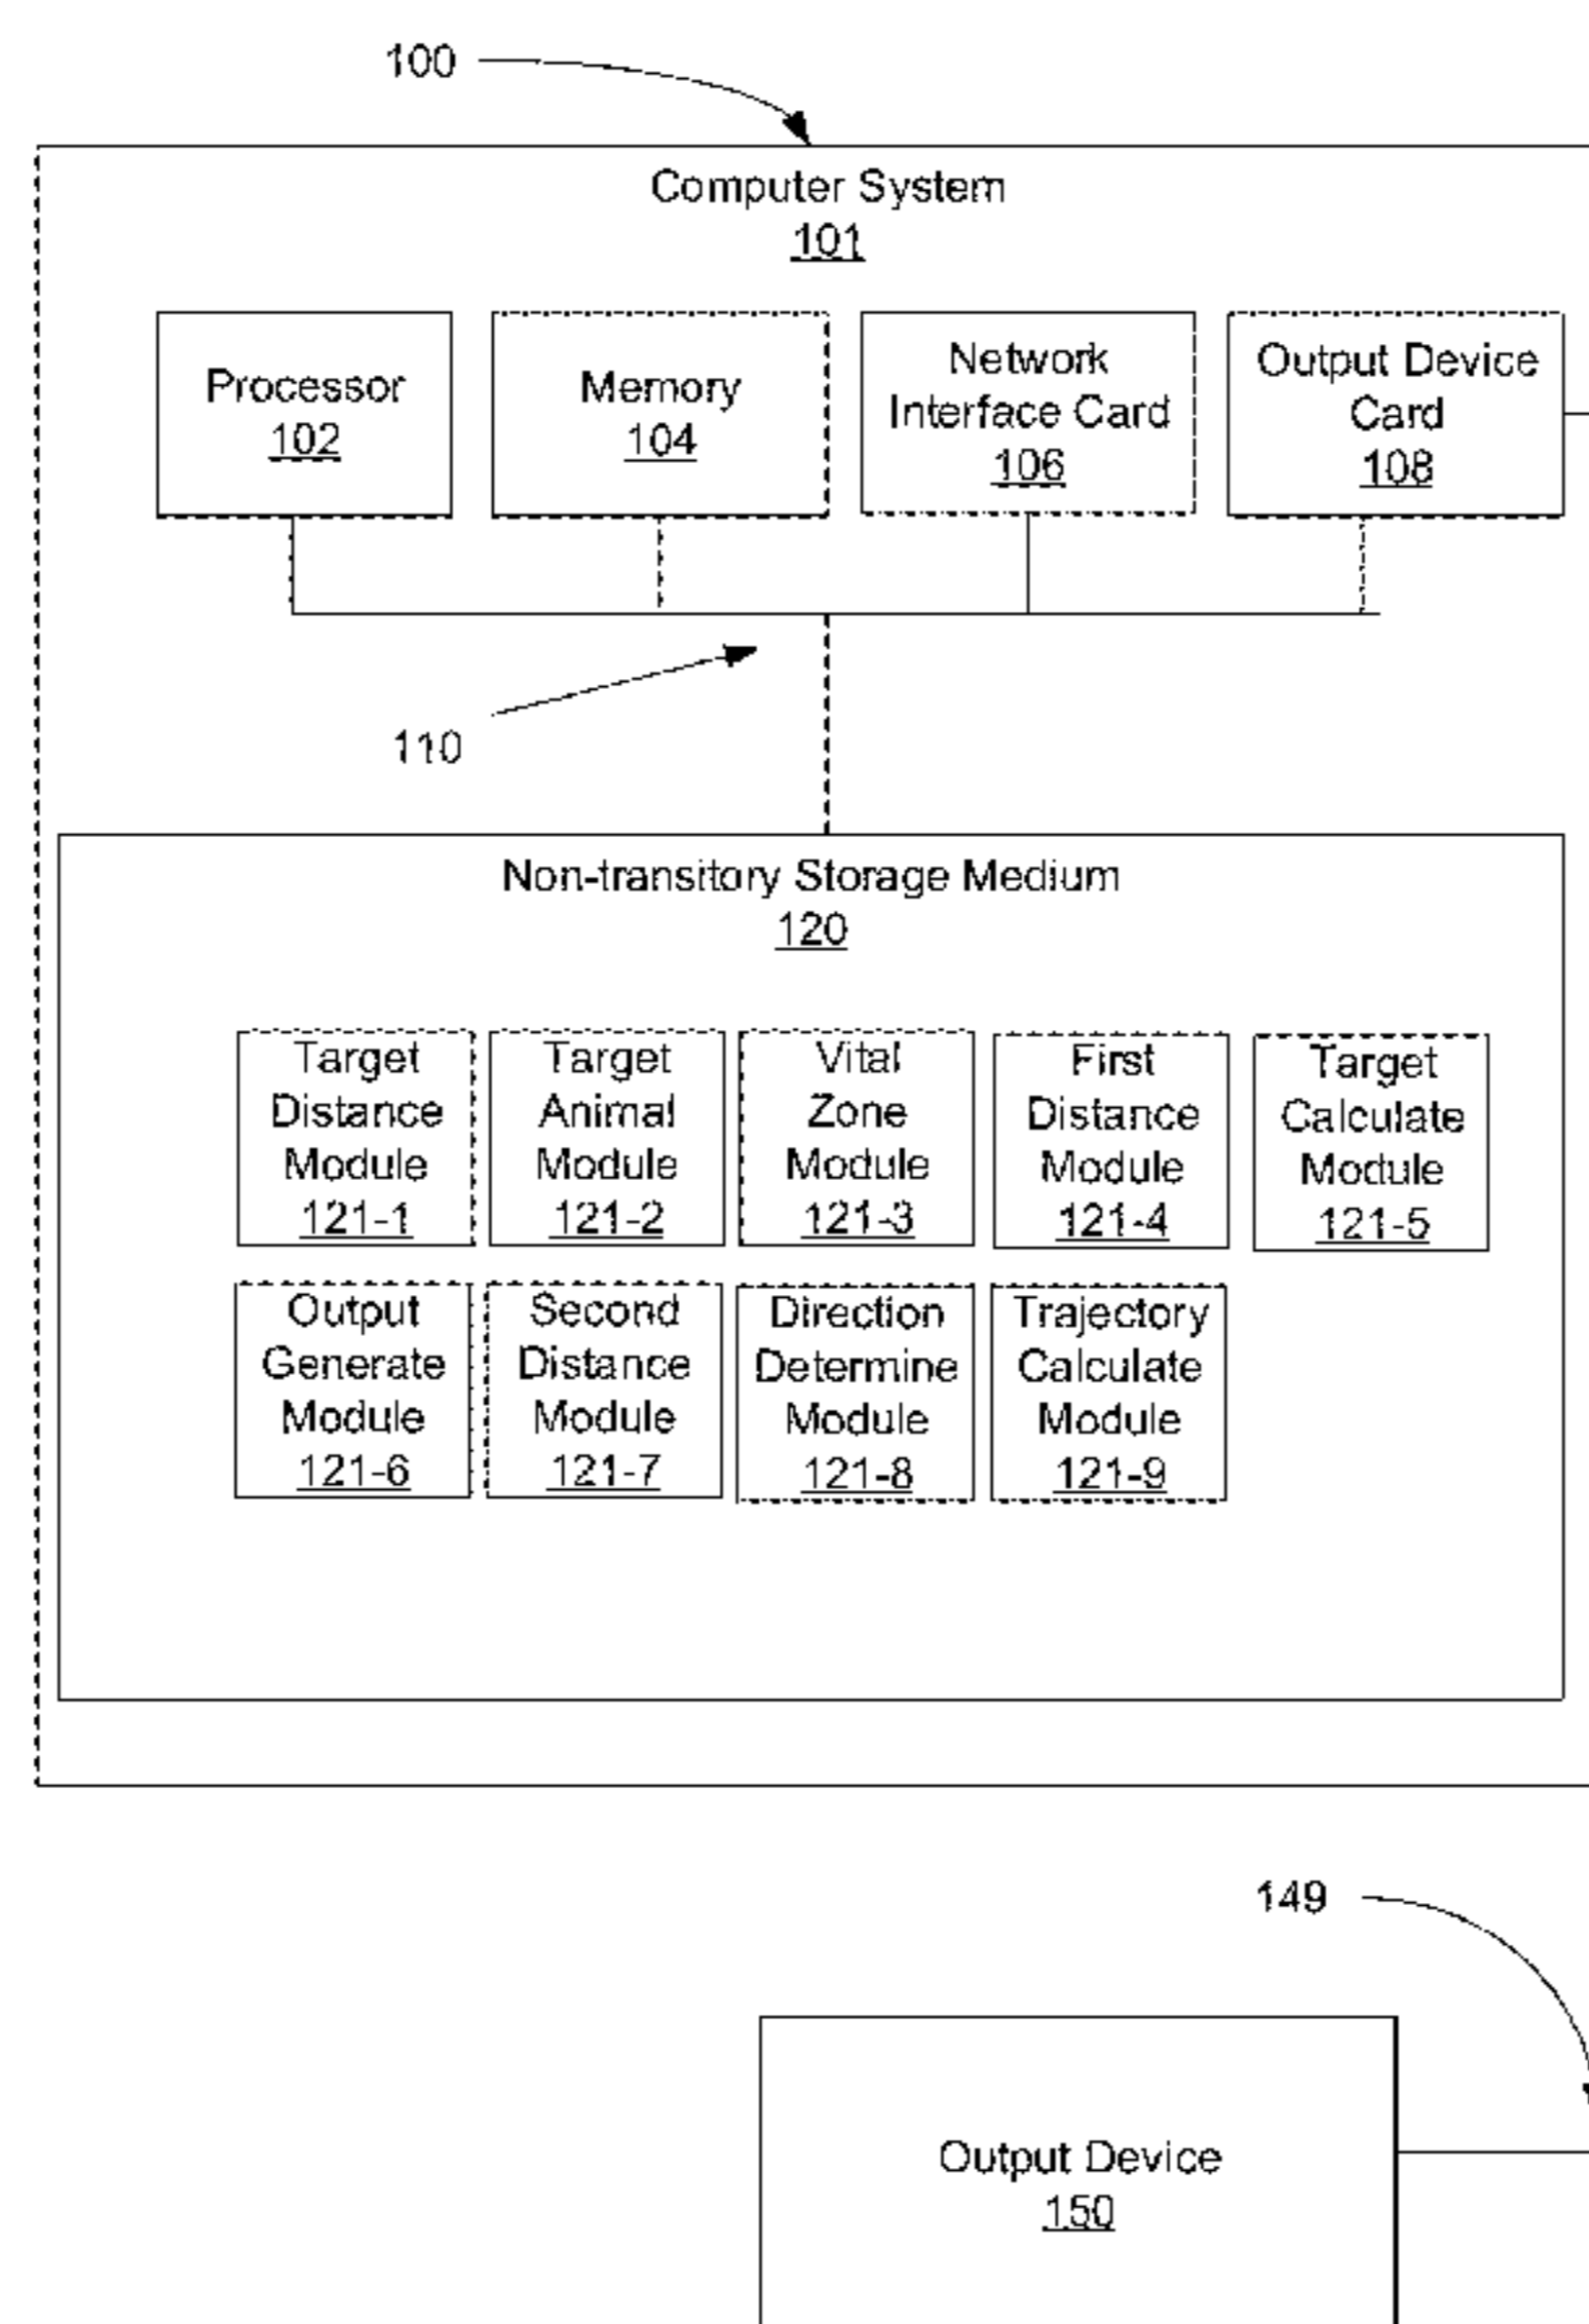 100
Computer System
101
Processor
102
Memory
104
Network
Interface Card
106
Output Device
Card
108
110
Non-transitory Storage Medium
120
Target
Distance
Module
121-1
Target
Animal
Module
121-2
Vital
Zone
Module
121-3
First
Distance
Module
121-4
Target
Calculate
Module
121-5
Output
Generate
Module
121-6
Second
Distance
Module
121-7
Direction
Determine
Module
121-8
Trajectory
Calculate
Module
121-9
149
Output Device
150